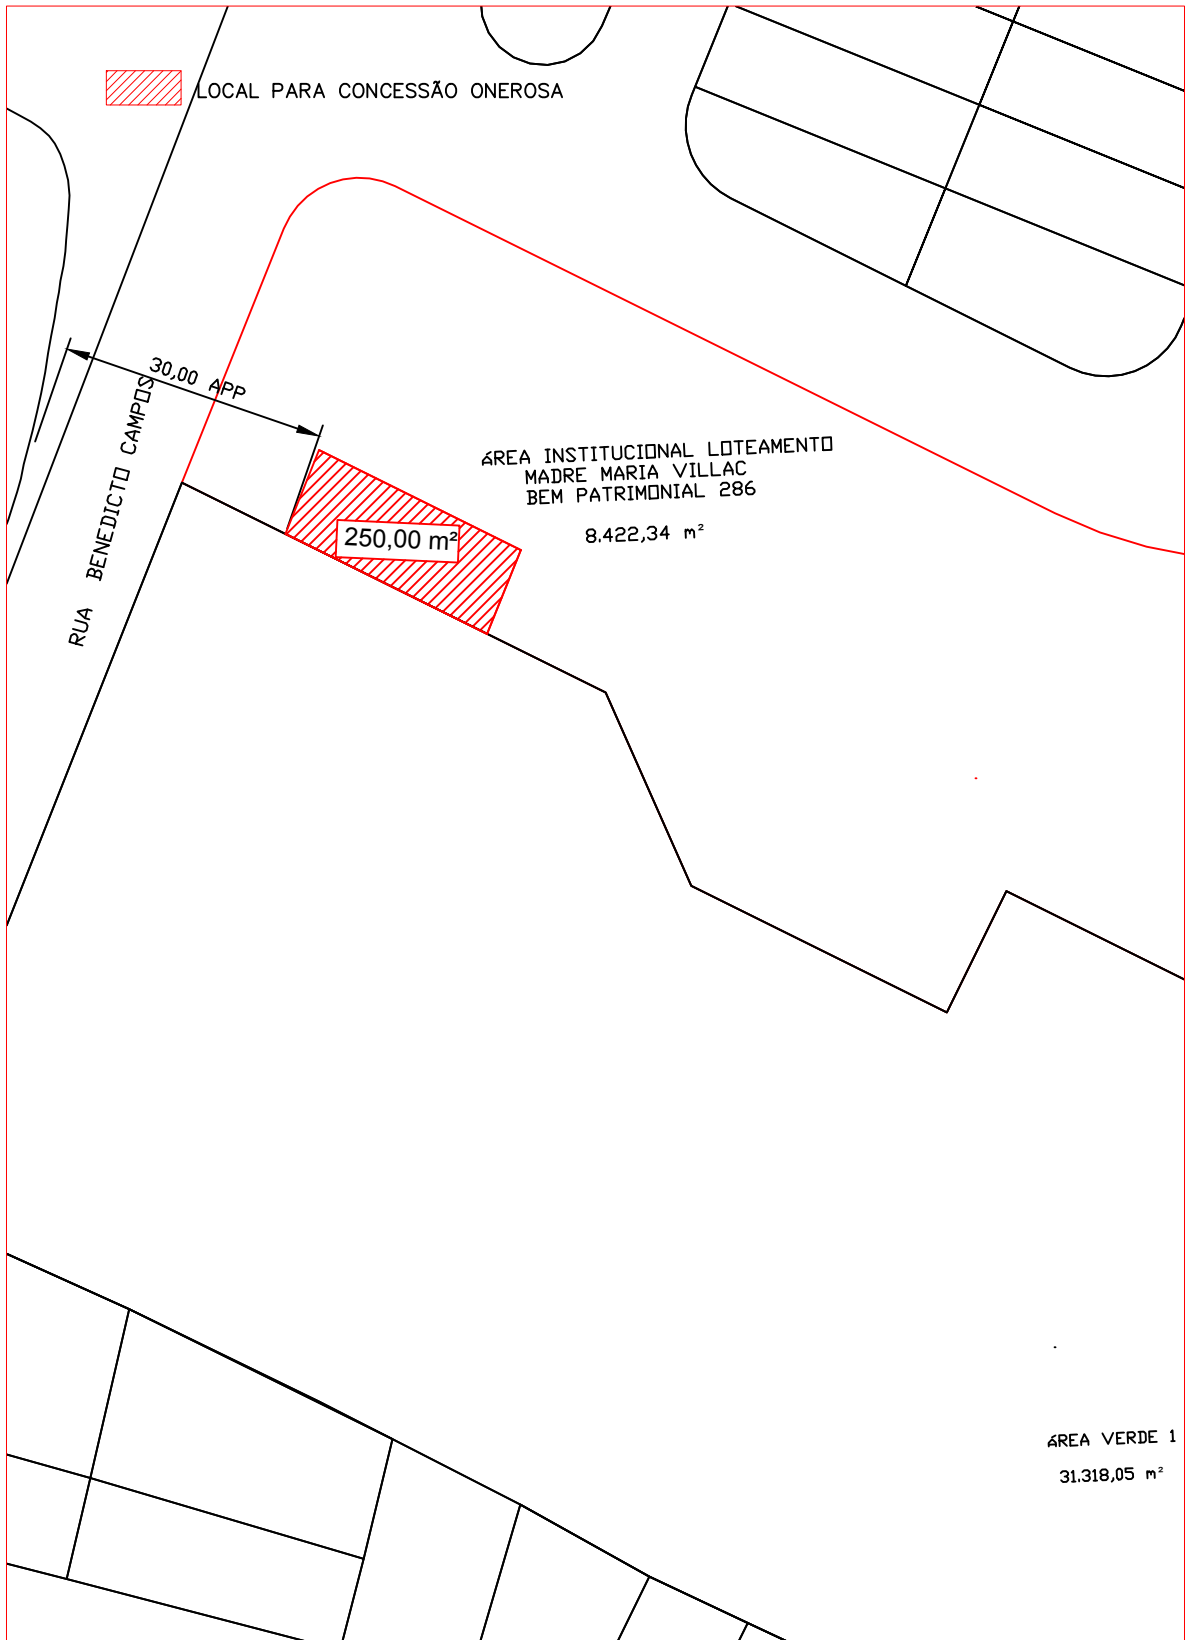 LOCAL PARA CONCESSÃO ONEROSA
30,00 APP
RUA BENEDICTO CAMPOS
ÁREA INSTITUCIONAL LOTEAMENTO
MADRE MARIA VILLAC
BEM PATRIMONIAL 286
8.422,34 m²
250,00 m²
ÁREA VERDE 1
31.318,05 m²